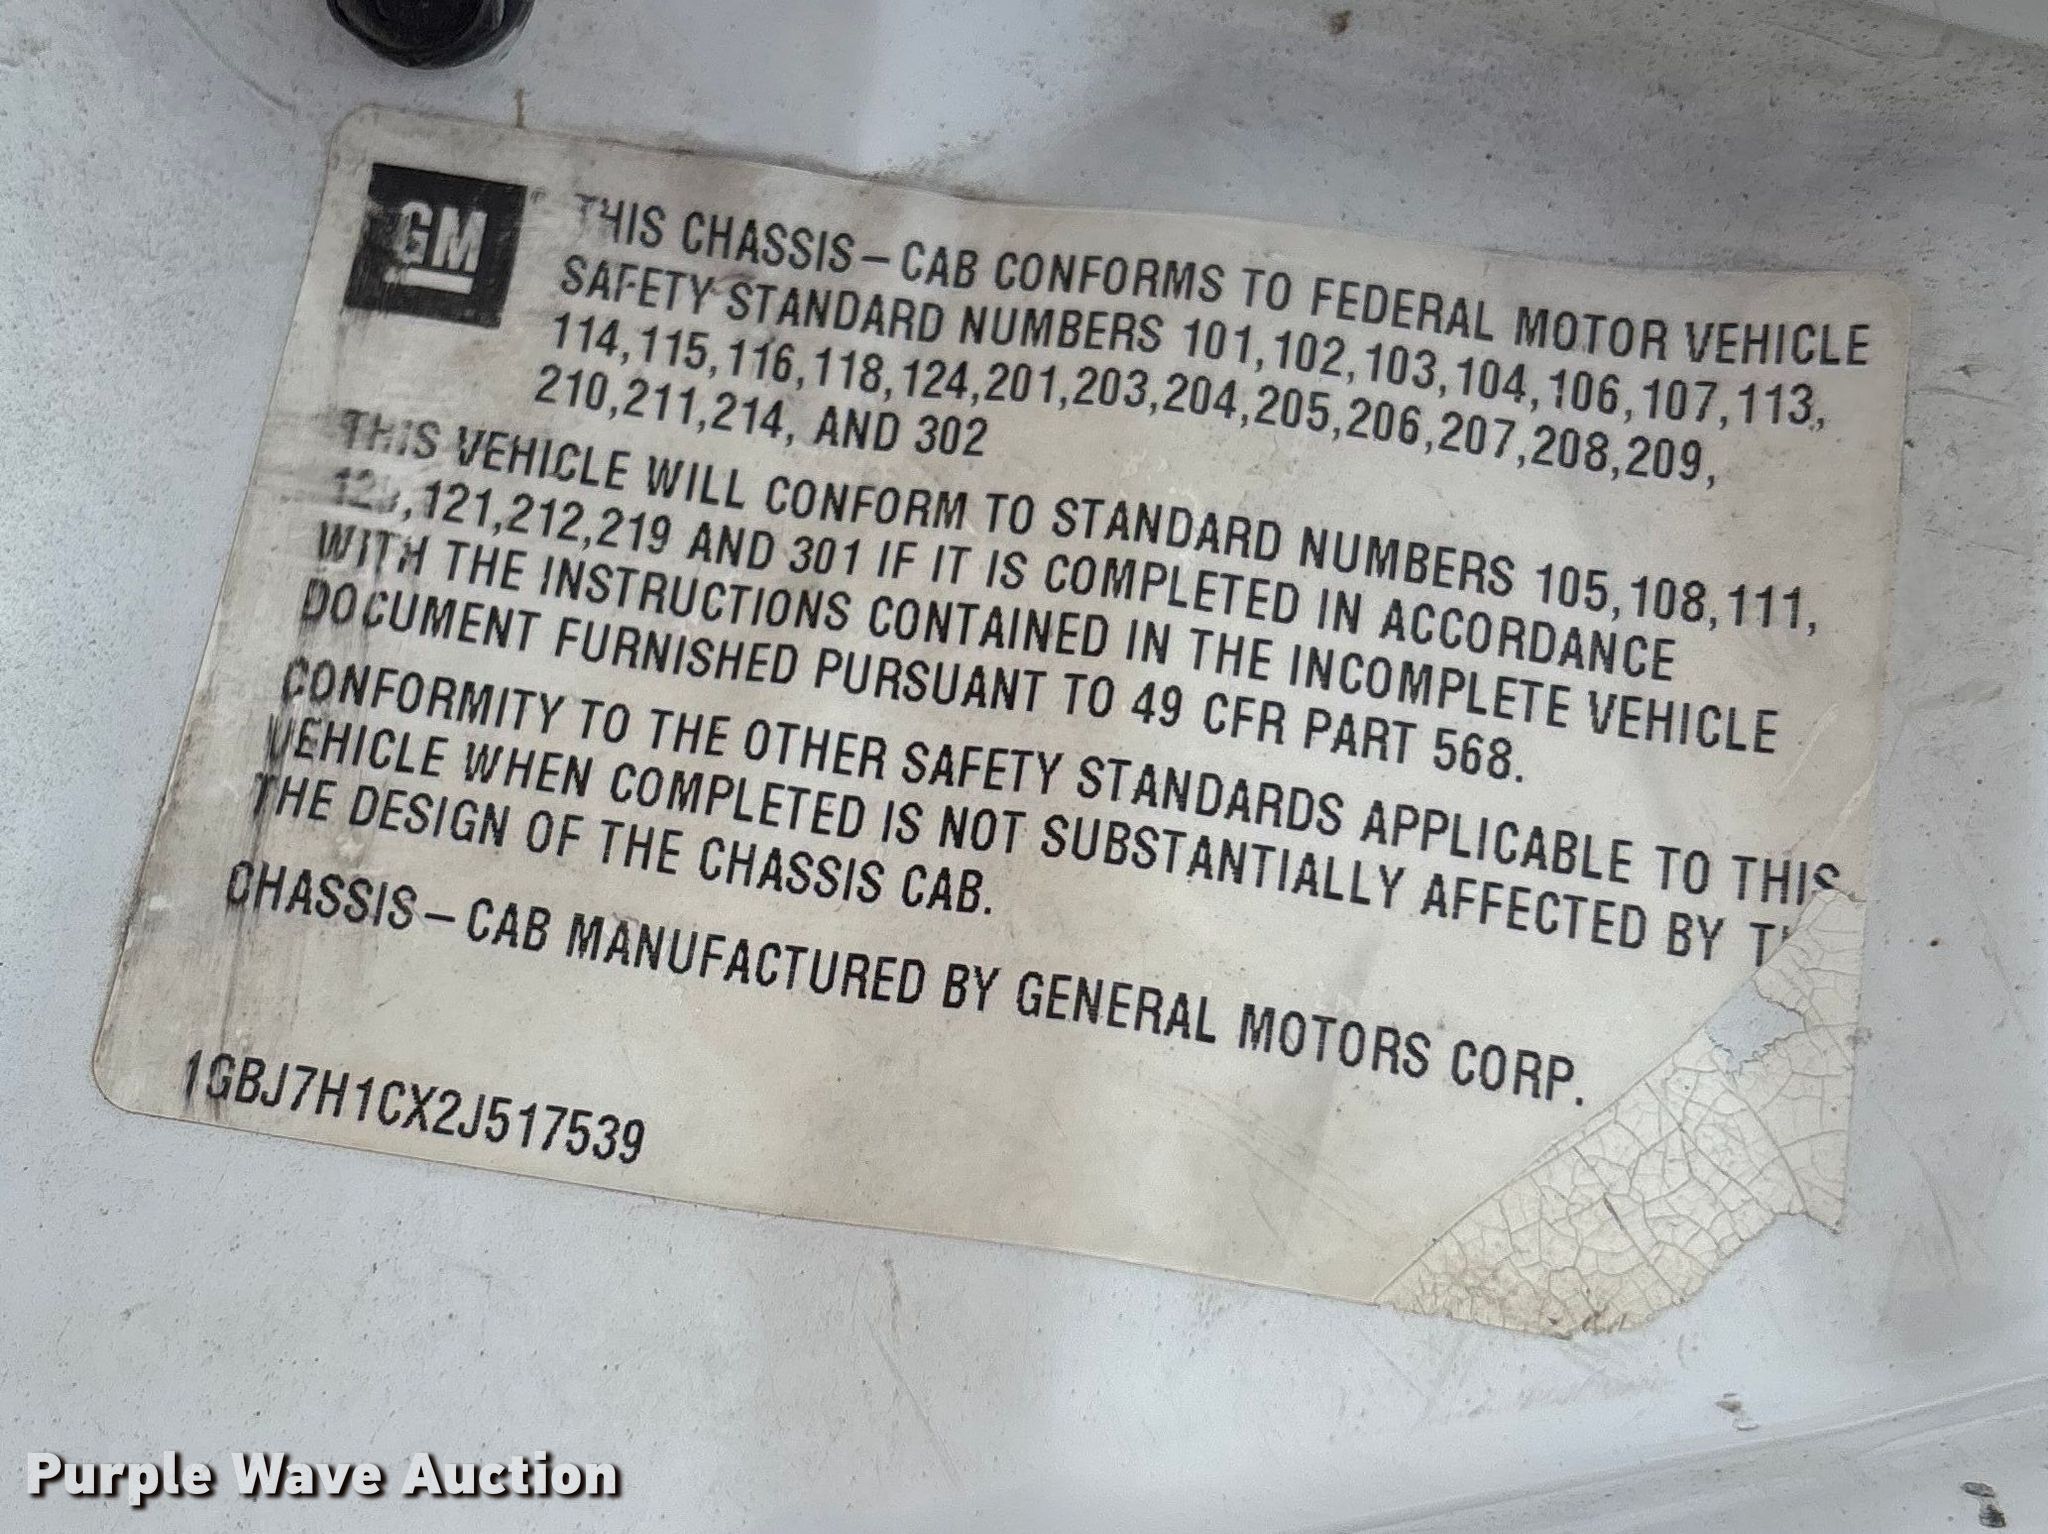 GM
THIS CHASSIS–CAB CONFORMS TO FEDERAL MOTOR VEHICLE
SAFETY STANDARD NUMBERS 101,102,103,104,106,107,113,
114,115,116,118,124,201,203,204,205,206,207,208,209,
210,211,214, AND 302
THIS VEHICLE WILL CONFORM TO STANDARD NUMBERS 105,108,111,
121,212,219 AND 301 IF IT IS COMPLETED IN ACCORDANCE
WITH THE INSTRUCTIONS CONTAINED IN THE INCOMPLETE VEHICLE
DOCUMENT FURNISHED PURSUANT TO 49 CFR PART 568.
CONFORMITY TO THE OTHER SAFETY STANDARDS APPLICABLE TO THIS
VEHICLE WHEN COMPLETED IS NOT SUBSTANTIALLY AFFECTED BY
THE DESIGN OF THE CHASSIS CAB.
CHASSIS–CAB MANUFACTURED BY GENERAL MOTORS CORP.
1GBJ7H1CX2J517539
Purple Wave Auction